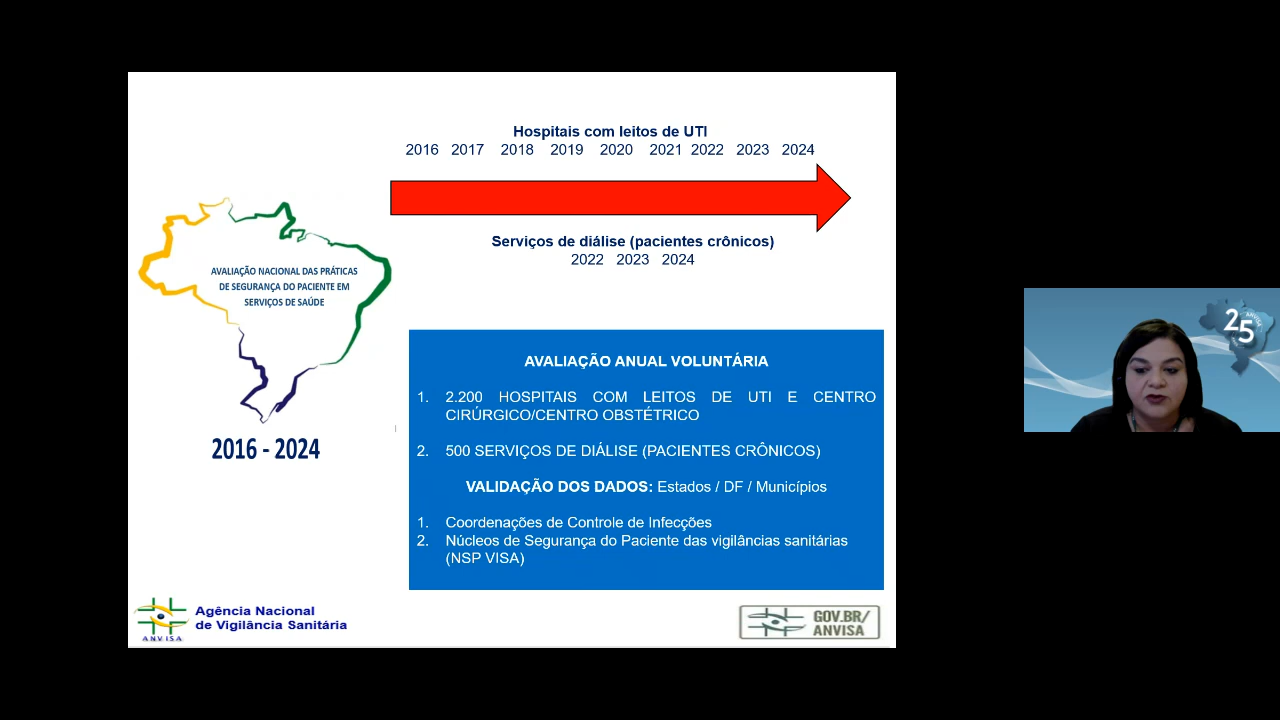 Hospitais com leitos de UTI
2016 2017 2018 2019 2020 2021 2022 2023 2024
Serviços de diálise (pacientes crônicos)
2022 2023 2024
AVALIAÇÃO NACIONAL DAS PRÁTICAS
DE SEGURANÇA DO PACIENTE EM
SERVIÇOS DE SAÚDE
2016 - 2024
AVALIAÇÃO ANUAL VOLUNTÁRIA
1. 2.200 HOSPITAIS COM LEITOS DE UTI E CENTRO
CIRÚRGICO/CENTRO OBSTÉTRICO
2. 500 SERVIÇOS DE DIÁLISE (PACIENTES CRÔNICOS)
VALIDAÇÃO DOS DADOS: Estados / DF / Municípios
1. Coordenações de Controle de Infecções
2. Núcleos de Segurança do Paciente das vigilâncias sanitárias
(NSP VISA)
Agência Nacional
de Vigilância Sanitária
ANVISA
GOV.BR/
ANVISA
25
ANVISA